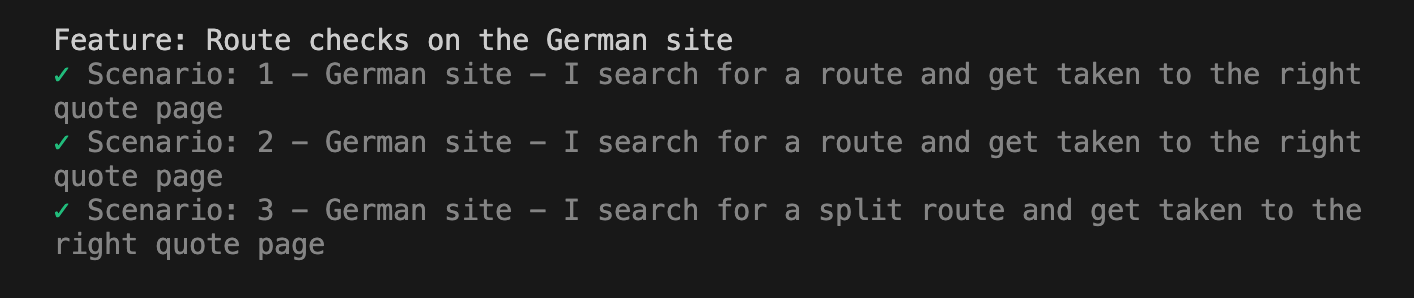 Feature: Route checks on the German site
✓ Scenario: 1 – German site – I search for a route and get taken to the right
quote page
✓ Scenario: 2 – German site – I search for a route and get taken to the right
quote page
✓ Scenario: 3 – German site – I search for a split route and get taken to the
right quote page